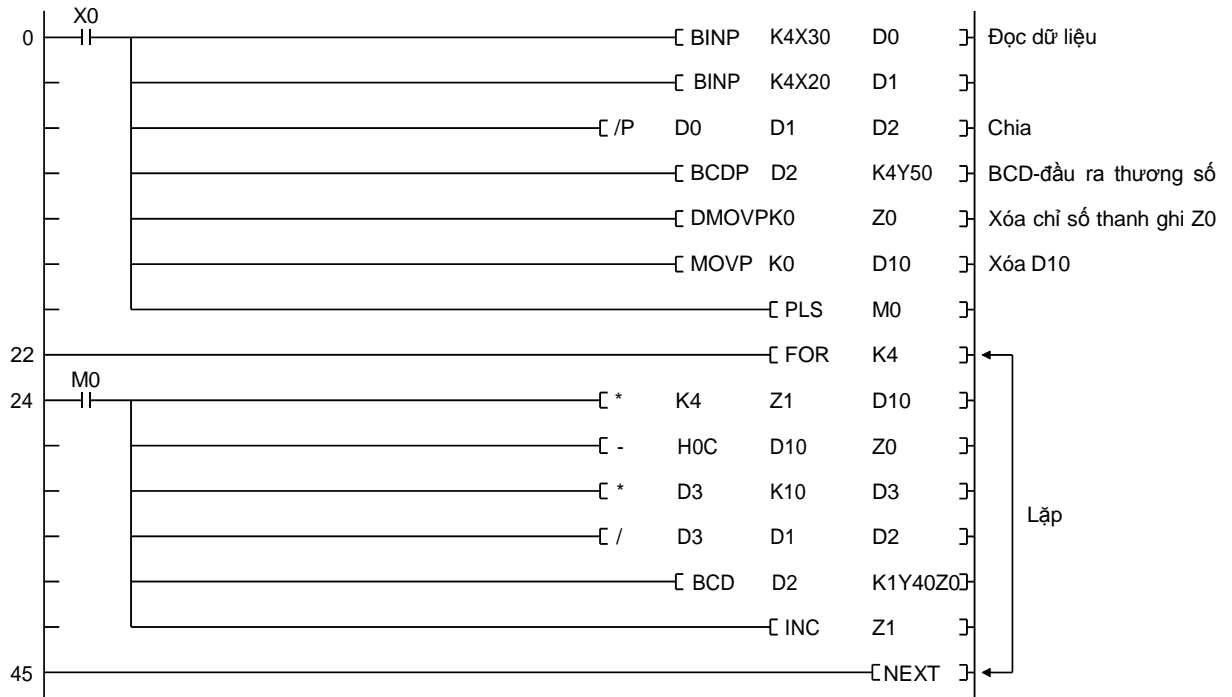 X0
0 BINP K4X30 D0 Đọc dữ liệu
BINP K4X20 D1
/P D0 D1 D2 Chia
BCDP D2 K4Y50 BCD-đầu ra thương số
DMOVPK0 Z0 Xóa chỉ số thanh ghi Z0
MOVP K0 D10 Xóa D10
PLS M0
22 FOR K4
M0
24 * K4 Z1 D10
- H0C D10 Z0
* D3 K10 D3
Lặp
/ D3 D1 D2
BCD D2 K1Y40Z0
INC Z1
45 NEXT